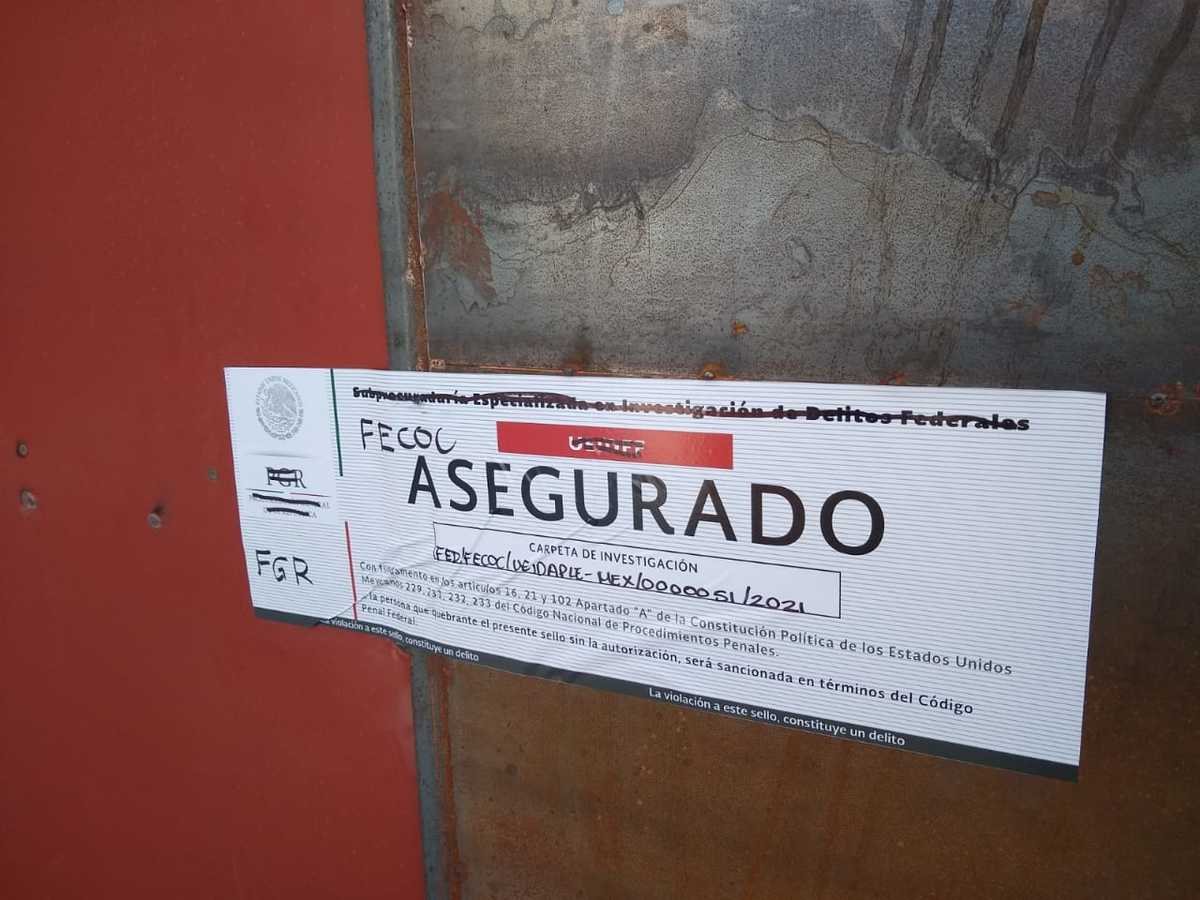 Subprocuraduría Especializada en Investigación de Delitos Federales
FECOC
ASEGURADO
CARPETA DE INVESTIGACIÓN
FED/FECOC/UEIDAPLE-MEX/0000051/2021
FGR
FGR
Con fundamento en los artículos 16, 21 y 102 Apartado "A" de la Constitución Política de los Estados Unidos
Mexicanos 229, 231, 232, 233 del Código Nacional de Procedimientos Penales.
la persona que quebrante el presente sello sin la autorización, será sancionada en términos del Código
Penal Federal.
la violación a este sello, constituye un delito
La violación a este sello, constituye un delito